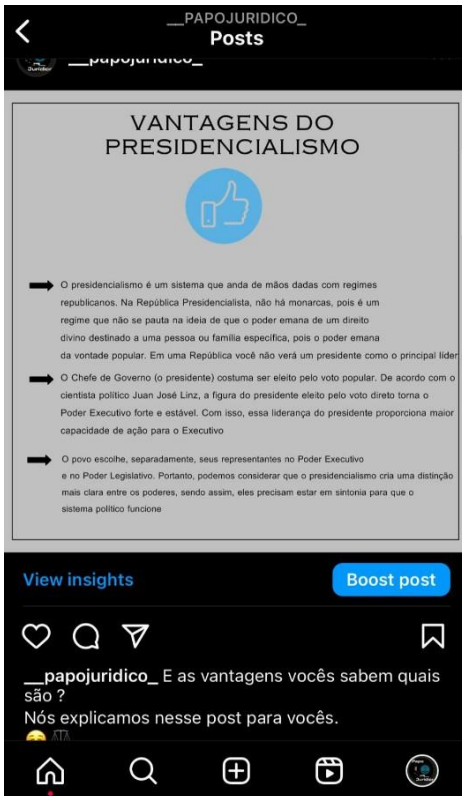 __PAPOJURIDICO_
Posts
__papojuridico_
VANTAGENS DO
PRESIDENCIALISMO
O presidencialismo é um sistema que anda de mãos dadas com regimes
republicanos. Na República Presidencialista, não há monarcas, pois é um
regime que não se pauta na ideia de que o poder emana de um direito
divino destinado a uma pessoa ou família específica, pois o poder emana
da vontade popular. Em uma República você não verá um presidente como o principal líder
O Chefe de Governo (o presidente) costuma ser eleito pelo voto popular. De acordo com o
cientista político Juan José Linz, a figura do presidente eleito pelo voto direto torna o
Poder Executivo forte e estável. Com isso, essa liderança do presidente proporciona maior
capacidade de ação para o Executivo
O povo escolhe, separadamente, seus representantes no Poder Executivo
e no Poder Legislativo. Portanto, podemos considerar que o presidencialismo cria uma distinção
mais clara entre os poderes, sendo assim, eles precisam estar em sintonia para que o
sistema político funcione
View insights
Boost post
__papojuridico_ E as vantagens vocês sabem quais
são ?
Nós explicamos nesse post para vocês.